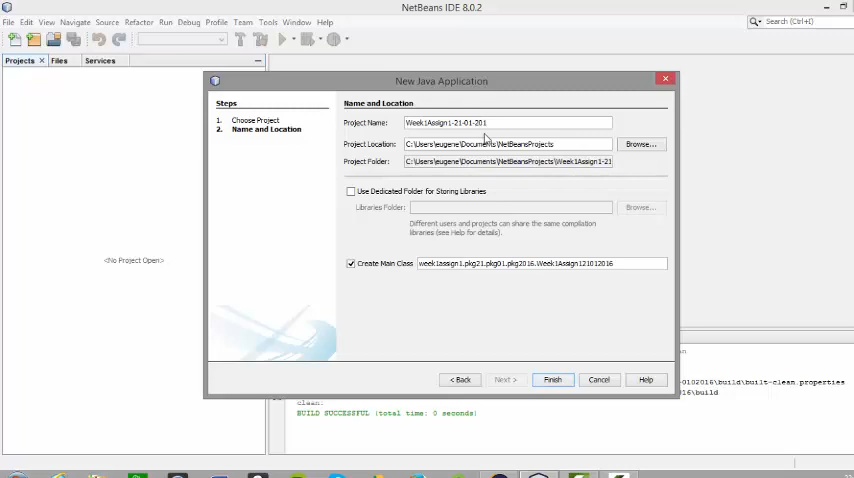 NetBeans IDE 8.0.2
File Edit View Navigate Source Refactor Run Debug Profile Team Tools Window Help
Search (Ctrl+I)
Projects Files Services
New Java Application
Steps
1. Choose Project
2. Name and Location
Name and Location
Project Name: Week1Assign1-21-01-201
Project Location: C:\Users\eugene\Documents\NetBeansProjects Browse...
Project Folder: C:\Users\eugene\Documents\NetBeansProjects\Week1Assign1-21
Use Dedicated Folder for Storing Libraries
Libraries Folder: Browse...
Different users and projects can share the same compilation
libraries (see Help for details).
<No Project Open>
Create Main Class week1assign1.pkg21.pkg01.pkg2016.Week1Assign121012016
< Back Next > Finish Cancel Help
-0102016\build\built-clean.properties
16\build
clean:
BUILD SUCCESSFUL (total time: 0 seconds)